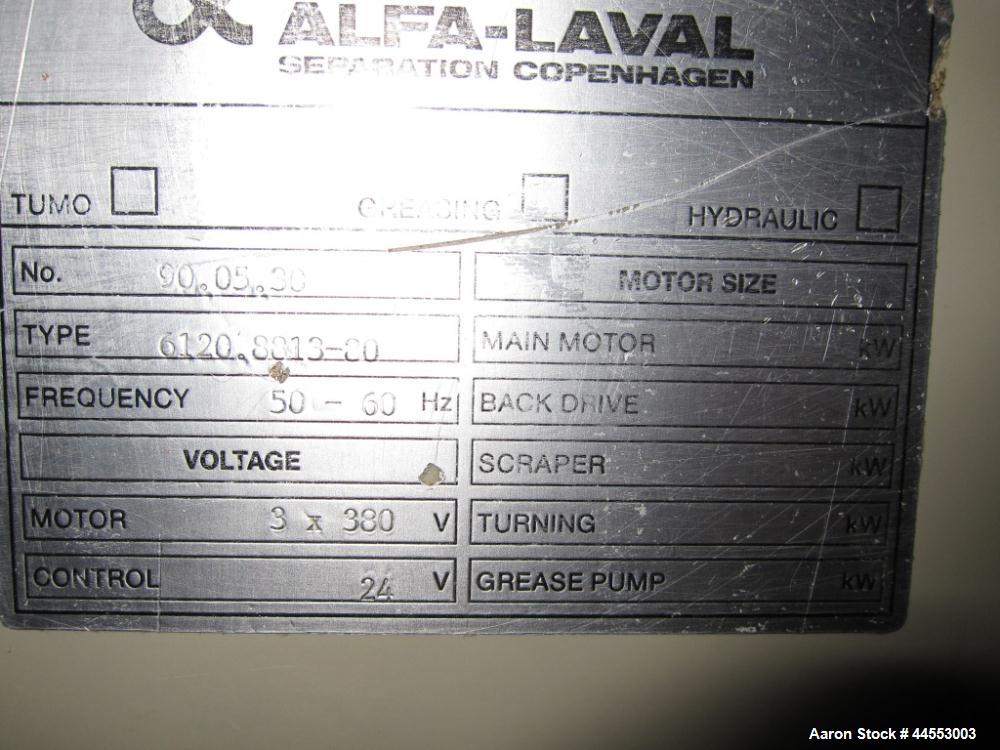 ALFA-LAVAL
SEPARATION COPENHAGEN
TUMO GREASING HYDRAULIC
No. 90.05.30
TYPE 6120.8813-80
FREQUENCY 50 - 60 Hz
VOLTAGE
MOTOR 3 x 380 V
CONTROL 24 V
MOTOR SIZE
MAIN MOTOR kW
BACK DRIVE kW
SCRAPER kW
TURNING kW
GREASE PUMP kW
Aaron Stock # 44553003